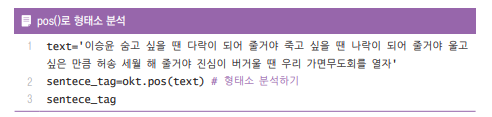 pos()로 형태소 분석
1 text='이승윤 숨고 싶을 땐 다락이 되어 줄거야 죽고 싶을 땐 나락이 되어 줄거야 울고
싶은 만큼 허송 세월 해 줄거야 진심이 버거울 땐 우리 가면무도회를 열자'
2 sentece_tag=okt.pos(text) # 형태소 분석하기
3 sentece_tag